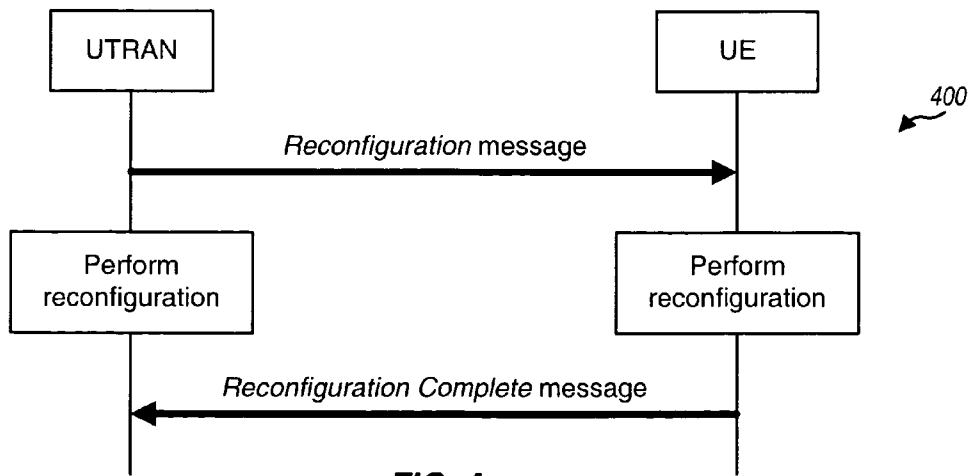 UTRAN
UE
400
Reconfiguration message
Perform
reconfiguration
Perform
reconfiguration
Reconfiguration Complete message